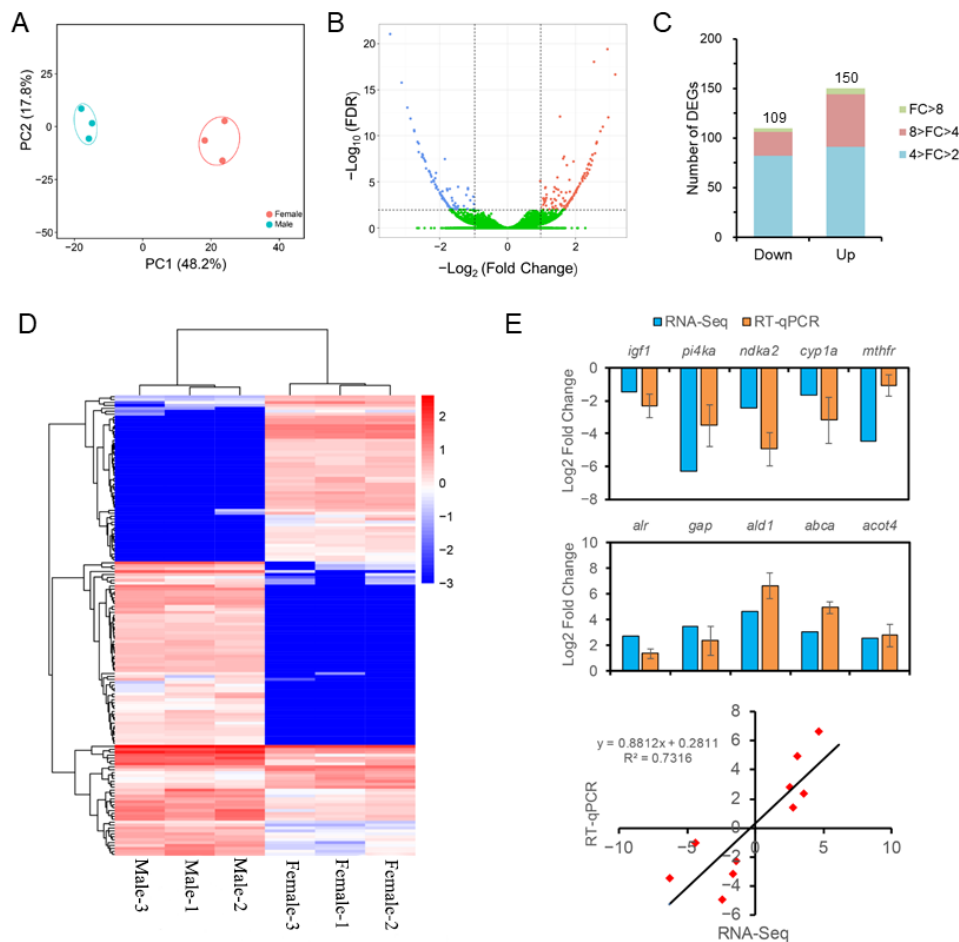 A
PC2 (17.8%)
25
0
−25
−50
−20
0
20
40
PC1 (48.2%)
Female
Male
B
−Log10 (FDR)
20
15
10
5
0
−2
0
2
−Log2 (Fold Change)
C
Number of DEGs
200
150
100
50
0
109
150
Down
Up
FC>8
8>FC>4
4>FC>2
D
2
1
0
−1
−2
−3
Male-3
Male-1
Male-2
Female-3
Female-1
Female-2
E
RNA-Seq RT-qPCR
igf1 pi4ka ndka2 cyp1a mthfr
Log2 Fold Change
0
−2
−4
−6
−8
alr gap ald1 abca acot4
Log2 Fold Change
10
8
6
4
2
0
y = 0.8812x + 0.2811
R² = 0.7316
RT-qPCR
8
6
4
2
0
−2
−4
−6
−10
−5
0
5
10
RNA-Seq